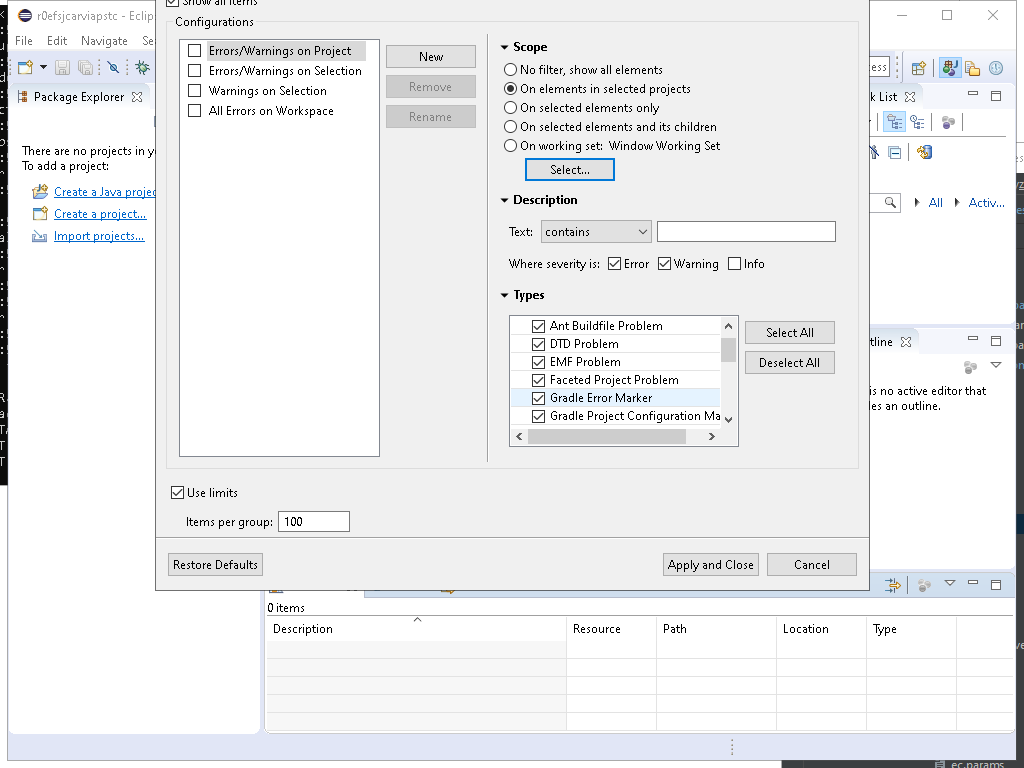 Show all items
r0efsjcarviapstc - Eclip
Configurations
File Edit Navigate Se
Errors/Warnings on Project
Errors/Warnings on Selection
Warnings on Selection
All Errors on Workspace
New
Remove
Rename
Scope
No filter, show all elements
On elements in selected projects
On selected elements only
On selected elements and its children
On working set: Window Working Set
Select...
Description
Text: contains
Where severity is: Error Warning Info
Types
Ant Buildfile Problem
DTD Problem
EMF Problem
Faceted Project Problem
Gradle Error Marker
Gradle Project Configuration Ma
Select All
Deselect All
Use limits
Items per group: 100
Restore Defaults
Apply and Close
Cancel
Package Explorer
There are no projects in y
To add a project:
Create a Java projec
Create a project...
Import projects...
ess
k List
All Activ...
tline
is no active editor that
des an outline.
0 items
Description Resource Path Location Type
ec.params